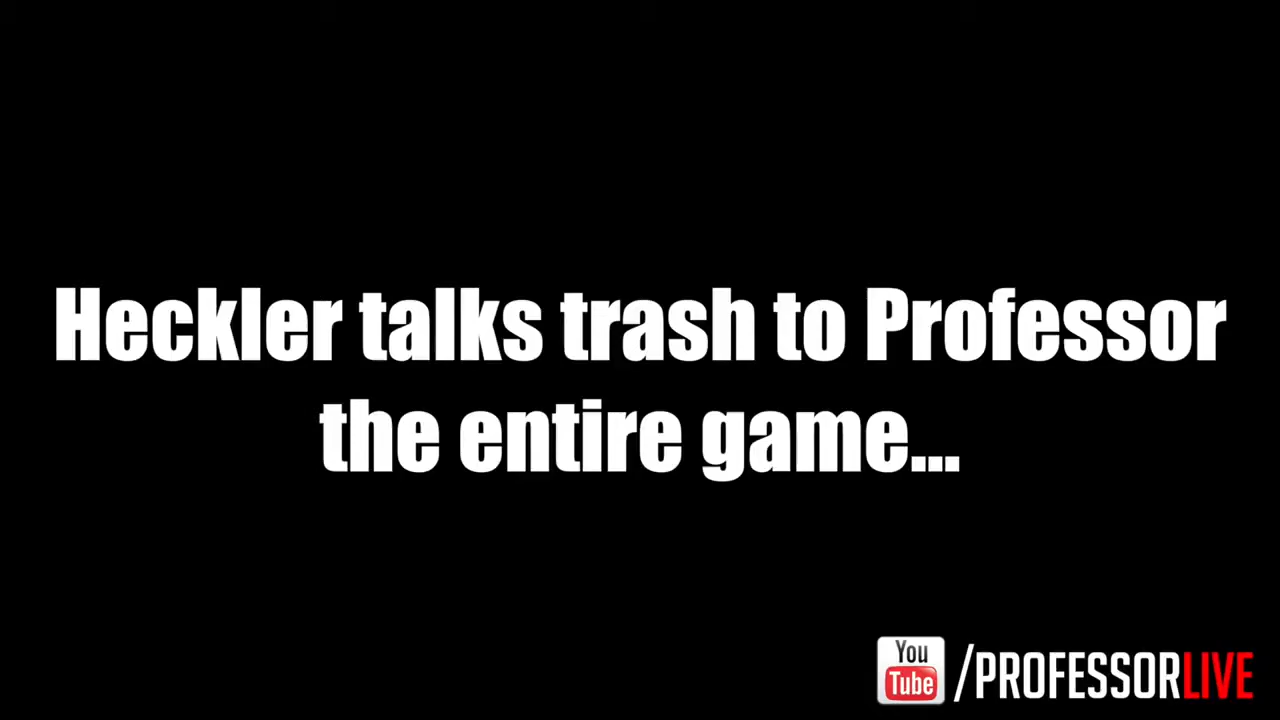 Heckler talks trash to Professor
the entire game...
You
Tube
/PROFESSORLIVE